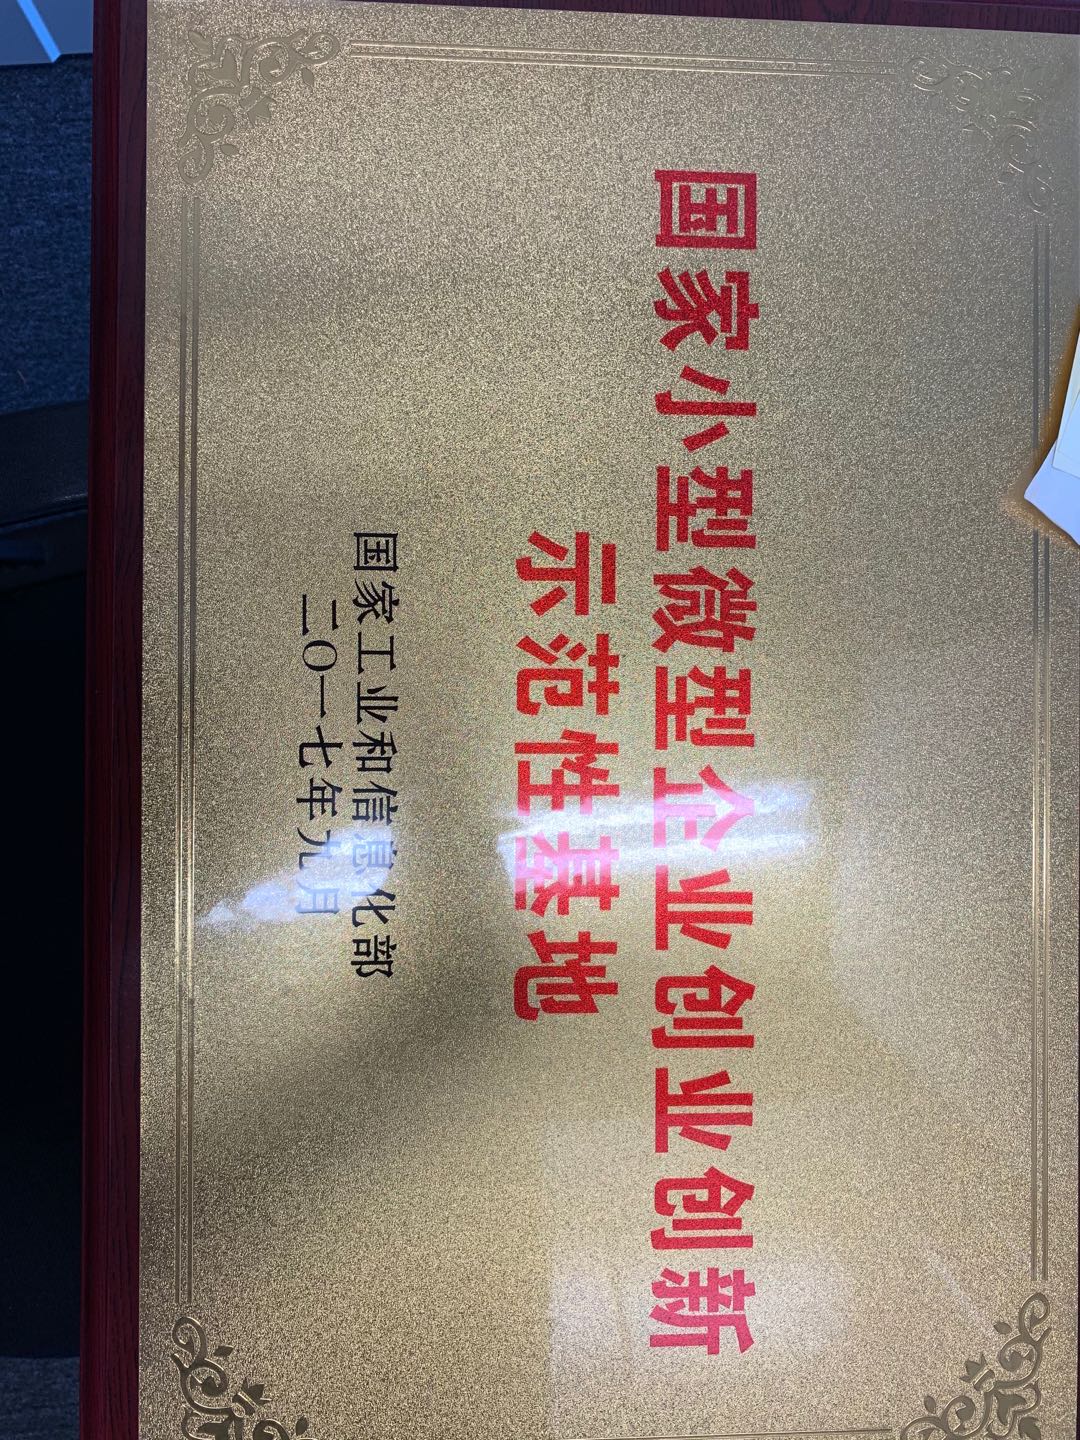 国家小型微型企业创业创新
示范性基地
国家工业和信息化部
二〇一七年九月